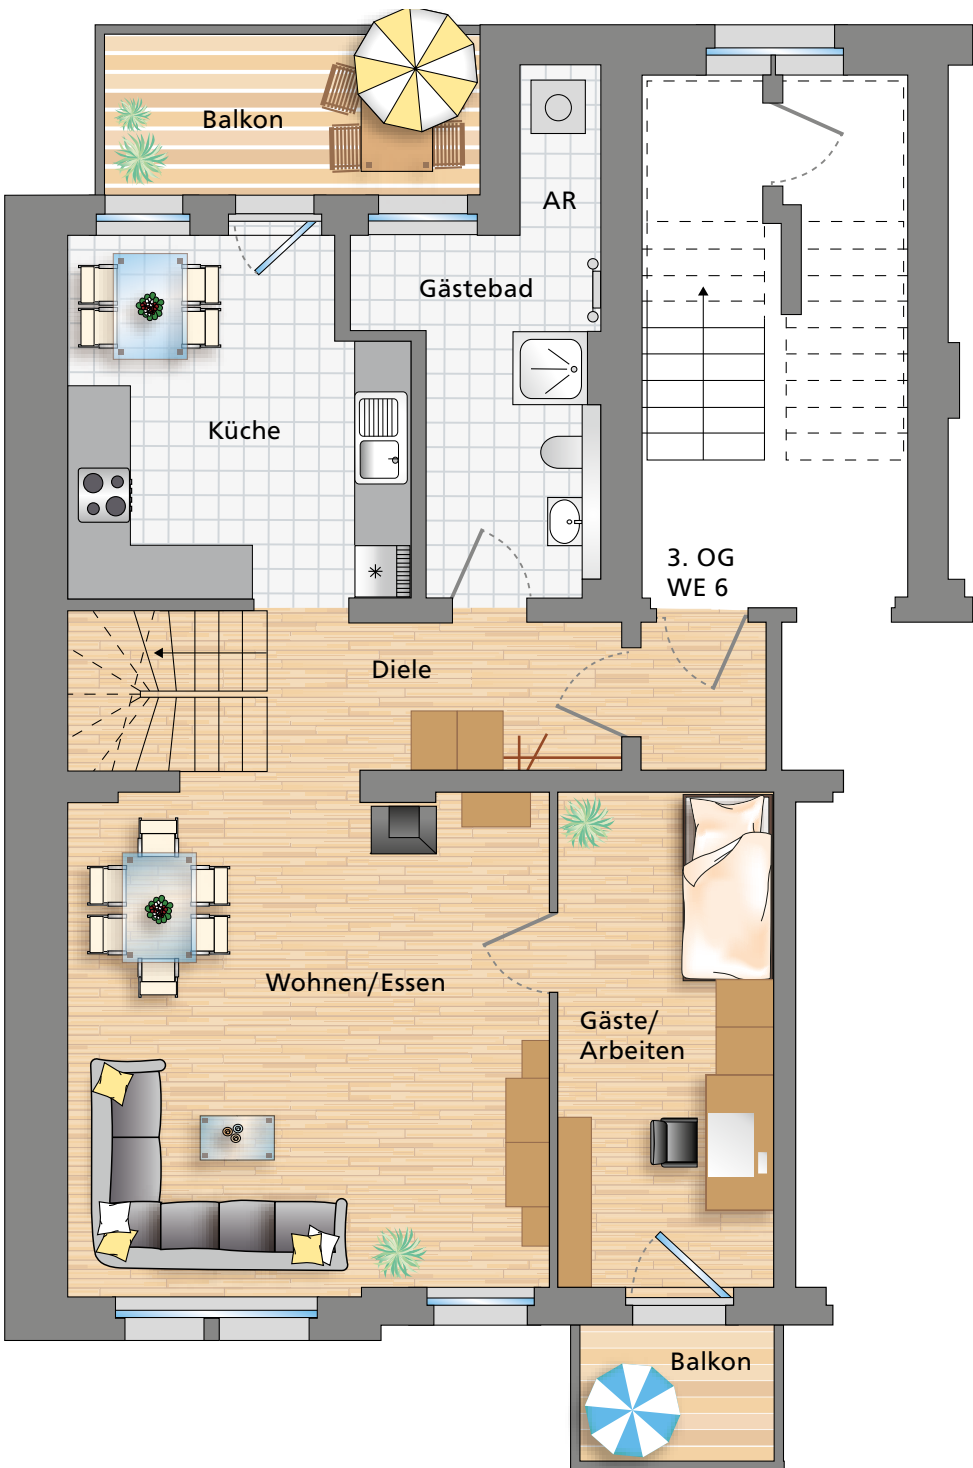 Balkon
AR
Gästebad
Küche
3. OG
WE 6
Diele
Wohnen/Essen
Gäste/
Arbeiten
Balkon